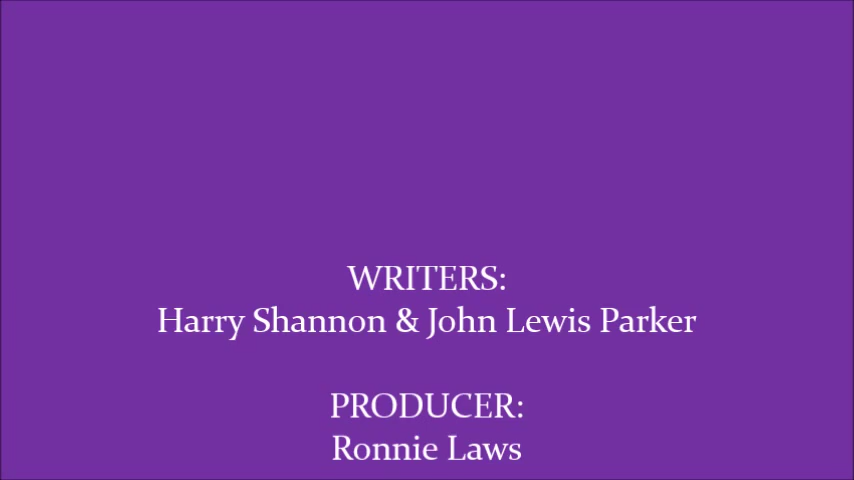 WRITERS:
Harry Shannon & John Lewis Parker
PRODUCER:
Ronnie Laws